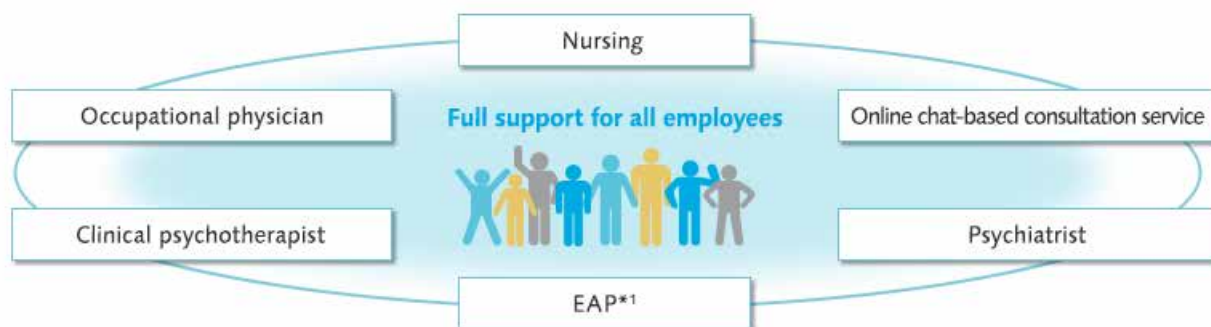 Nursing
Occupational physician
Full support for all employees
Online chat-based consultation service
Clinical psychotherapist
Psychiatrist
EAP*1